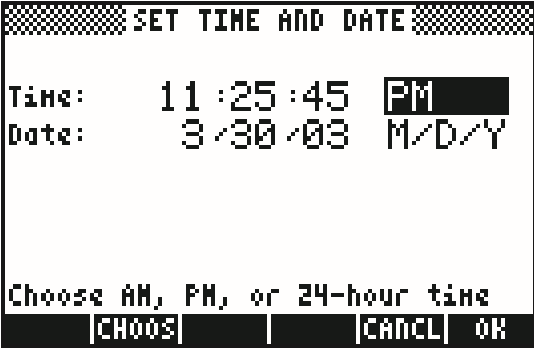 SET TIME AND DATE
Time: 11:25:45 PM
Date: 3/30/03 M/D/Y
Choose AM, PM, or 24-hour time
CHOOS CANCL OK